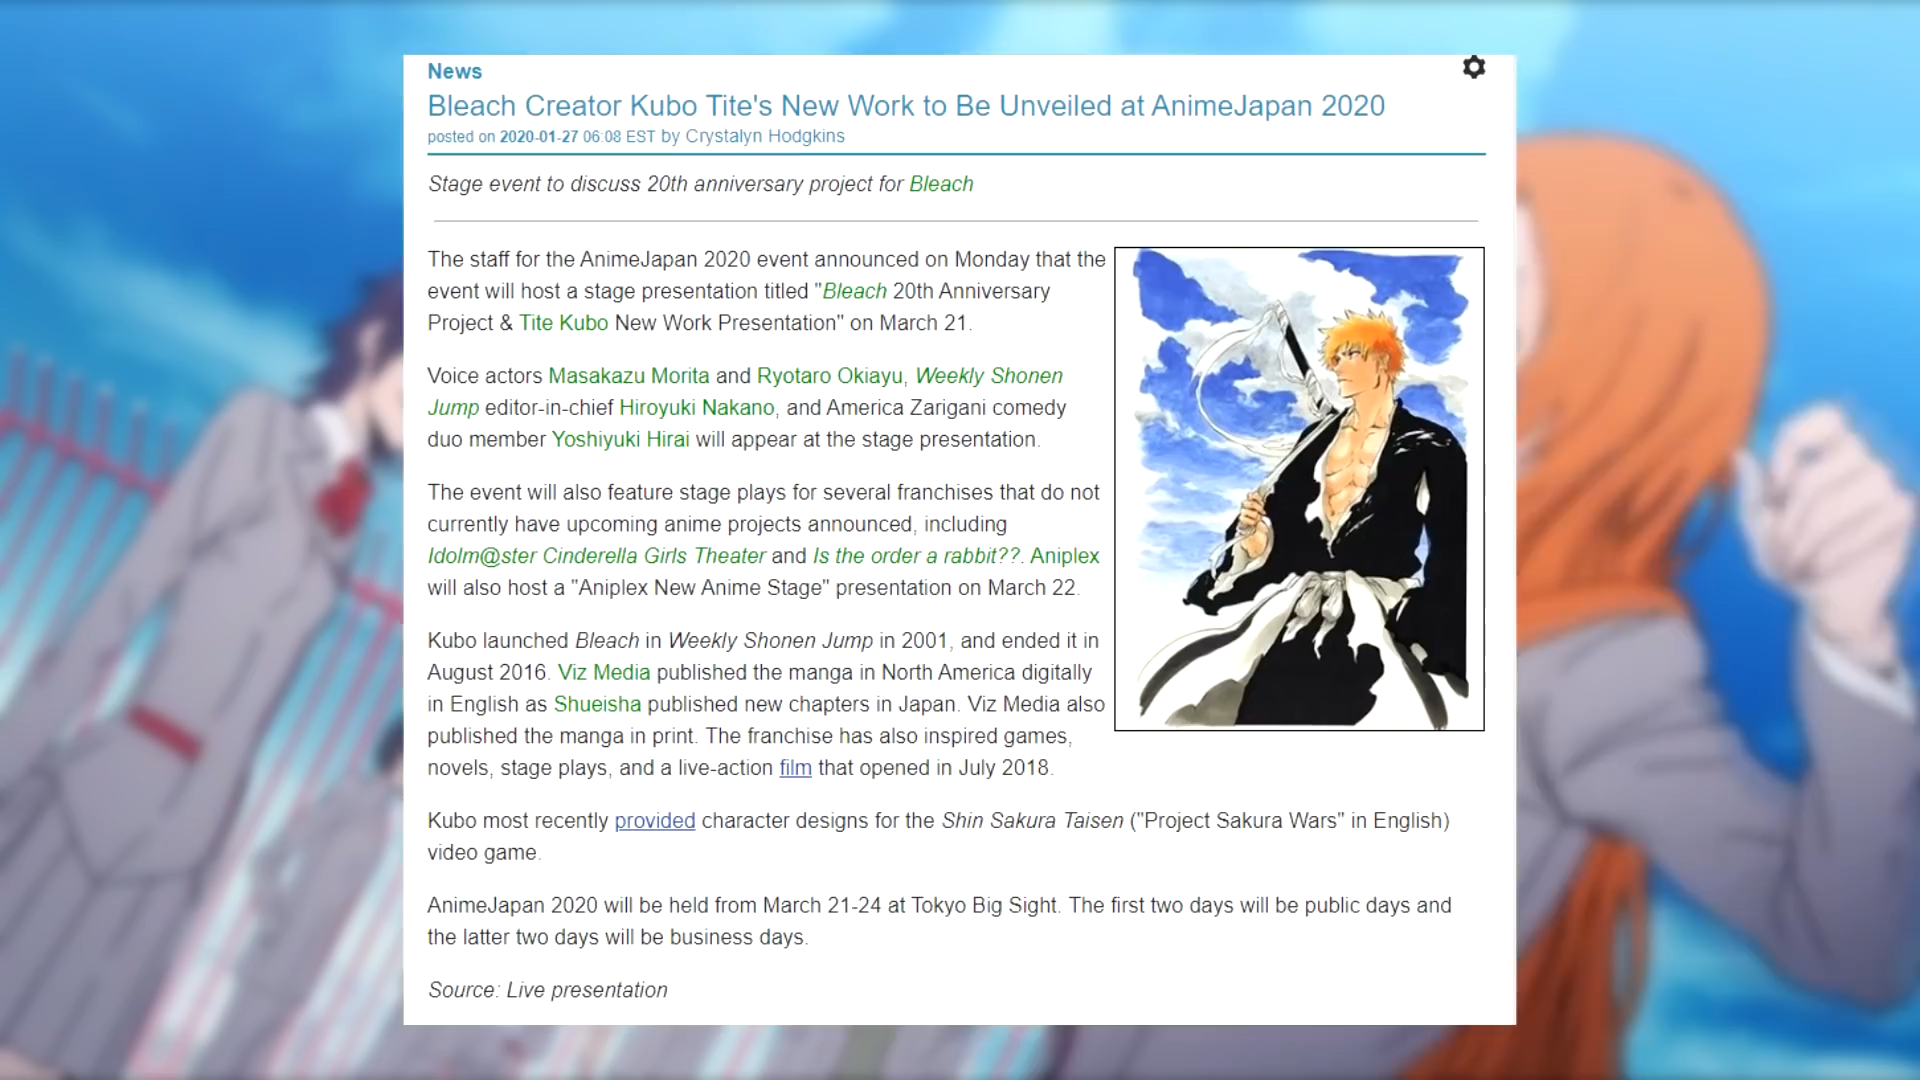 News
Bleach Creator Kubo Tite's New Work to Be Unveiled at AnimeJapan 2020
posted on 2020-01-27 06:08 EST by Crystalyn Hodgkins
Stage event to discuss 20th anniversary project for Bleach
The staff for the AnimeJapan 2020 event announced on Monday that the
event will host a stage presentation titled "Bleach 20th Anniversary
Project & Tite Kubo New Work Presentation" on March 21.
Voice actors Masakazu Morita and Ryotaro Okiayu, Weekly Shonen
Jump editor-in-chief Hiroyuki Nakano, and America Zarigani comedy
duo member Yoshiyuki Hirai will appear at the stage presentation.
The event will also feature stage plays for several franchises that do not
currently have upcoming anime projects announced, including
Idolm@ster Cinderella Girls Theater and Is the order a rabbit??. Aniplex
will also host a "Aniplex New Anime Stage" presentation on March 22.
Kubo launched Bleach in Weekly Shonen Jump in 2001, and ended it in
August 2016. Viz Media published the manga in North America digitally
in English as Shueisha published new chapters in Japan. Viz Media also
published the manga in print. The franchise has also inspired games,
novels, stage plays, and a live-action film that opened in July 2018.
Kubo most recently provided character designs for the Shin Sakura Taisen ("Project Sakura Wars" in English)
video game.
AnimeJapan 2020 will be held from March 21-24 at Tokyo Big Sight. The first two days will be public days and
the latter two days will be business days.
Source: Live presentation